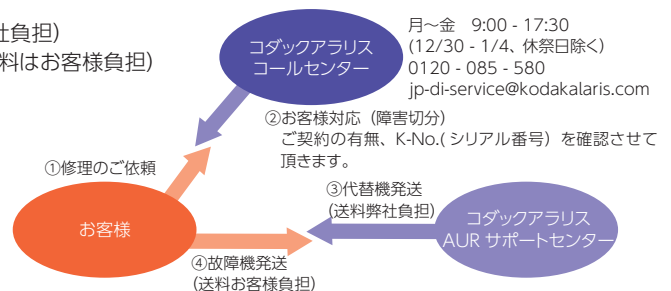 社負担)
料はお客様負担)
コダックアラリス
コールセンター
月～金 9:00 - 17:30
(12/30 - 1/4、休祭日除く)
0120 - 085 - 580
jp-di-service@kodakalaris.com
②お客様対応（障害切分）
ご契約の有無、K-No.( シリアル番号）を確認させて
頂きます。
①修理のご依頼
③代替機発送
(送料弊社負担)
お客様
コダックアラリス
AUR サポートセンター
④故障機発送
(送料お客様負担)